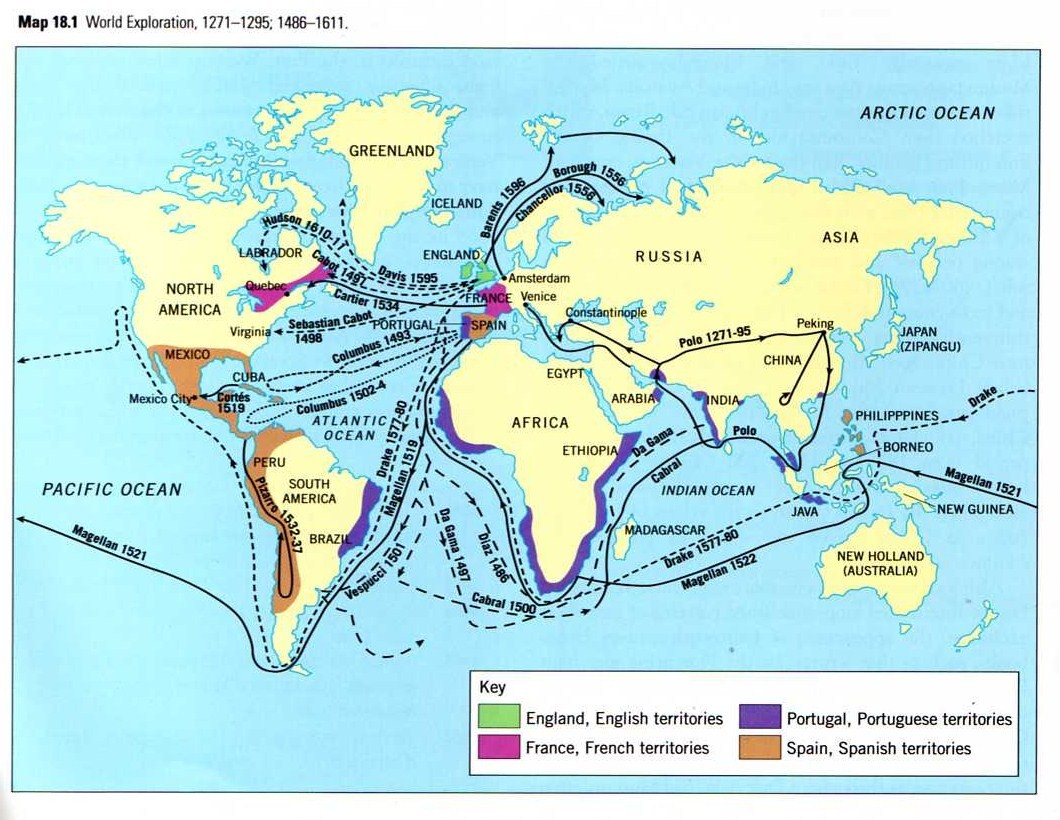 Map 18.1 World Exploration, 1271–1295; 1486–1611.
ARCTIC OCEAN
GREENLAND
Barents 1596
Borough 1556
Chancellor 1556
ICELAND
Hudson 1610-11
LABRADOR
Cabot 1497
Davis 1595
ENGLAND
RUSSIA
ASIA
Amsterdam
NORTH
AMERICA
Quebec
Cartier 1534
FRANCE
Venice
Constantinople
Virginia
Sebastian Cabot
1498
PORTUGAL
SPAIN
Polo 1271-95
Peking
JAPAN
(ZIPANGU)
MEXICO
Columbus 1493
CHINA
CUBA
EGYPT
Mexico City
Cortés
1519
Columbus 1502-4
ARABIA
INDIA
Drake
ATLANTIC
OCEAN
AFRICA
PHILIPPPINES
Drake 1577-80
Magellan 1519
ETHIOPIA
Da Gama
Polo
BORNEO
PERU
Cabral
PACIFIC OCEAN
SOUTH
AMERICA
INDIAN OCEAN
Magellan 1521
Pizarro 1532-37
JAVA
NEW GUINEA
Magellan 1521
BRAZIL
Da Gama 1497
Diaz 1486
MADAGASCAR
Drake 1577-80
NEW HOLLAND
(AUSTRALIA)
Vespucci 1501
Magellan 1522
Cabral 1500
Key
England, English territories
Portugal, Portuguese territories
France, French territories
Spain, Spanish territories